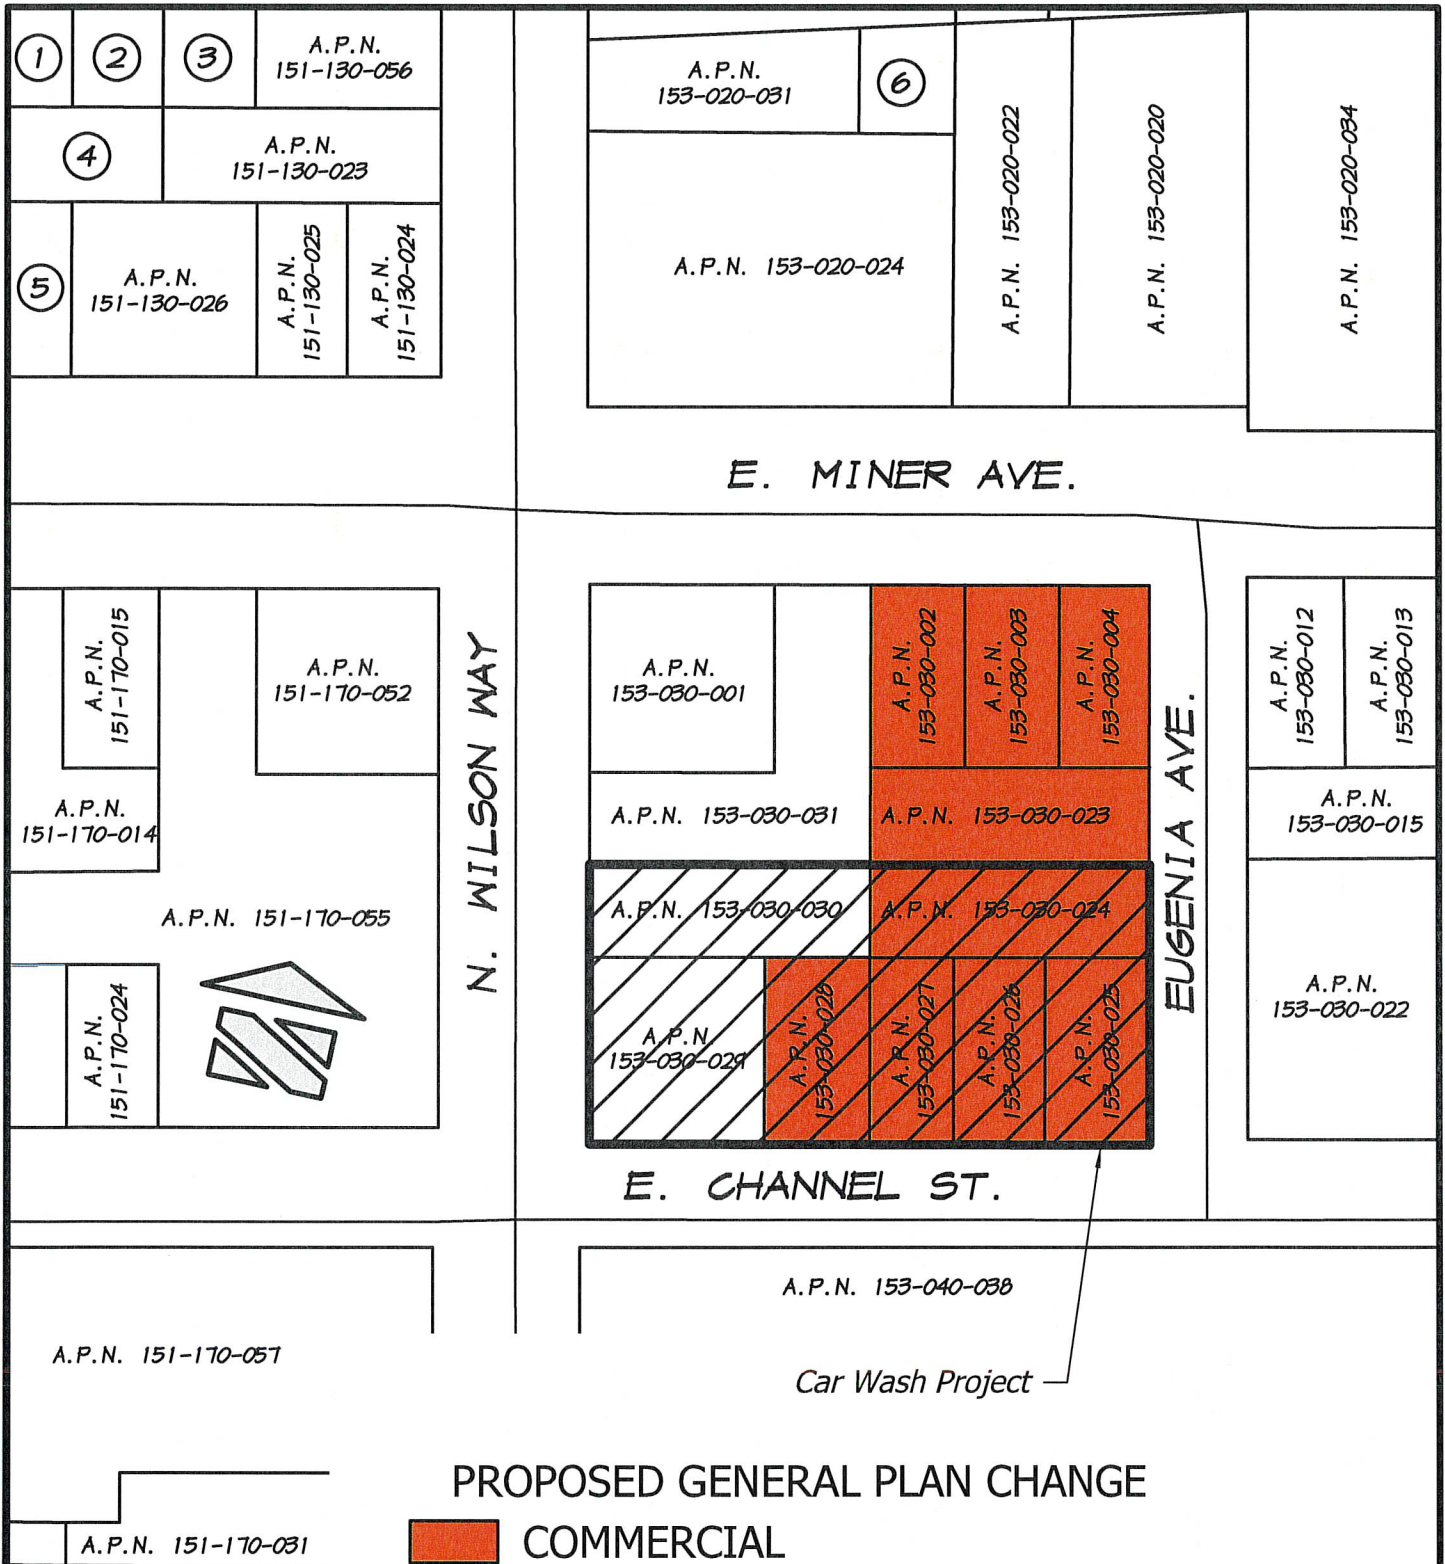 1
2
3
A.P.N.
151-130-056
4
A.P.N.
151-130-023
5
A.P.N.
151-130-026
A.P.N.
151-130-025
A.P.N.
151-130-024
A.P.N.
153-020-031
6
A.P.N. 153-020-024
A.P.N. 153-020-022
A.P.N. 153-020-020
A.P.N. 153-020-034
E. MINER AVE.
A.P.N.
151-170-015
A.P.N.
151-170-052
A.P.N.
151-170-014
A.P.N. 151-170-055
A.P.N.
151-170-024
N. WILSON WAY
A.P.N.
153-030-001
A.P.N.
153-030-002
A.P.N.
153-030-003
A.P.N.
153-030-004
A.P.N. 153-030-031
A.P.N. 153-030-023
A.P.N. 153-030-030
A.P.N. 153-030-024
A.P.N.
153-030-029
A.P.N.
153-030-028
A.P.N.
153-030-027
A.P.N.
153-030-026
A.P.N.
153-030-025
EUGENIA AVE.
A.P.N.
153-030-012
A.P.N.
153-030-013
A.P.N.
153-030-015
A.P.N.
153-030-022
E. CHANNEL ST.
A.P.N. 153-040-038
A.P.N. 151-170-057
Car Wash Project
PROPOSED GENERAL PLAN CHANGE
COMMERCIAL
A.P.N. 151-170-031